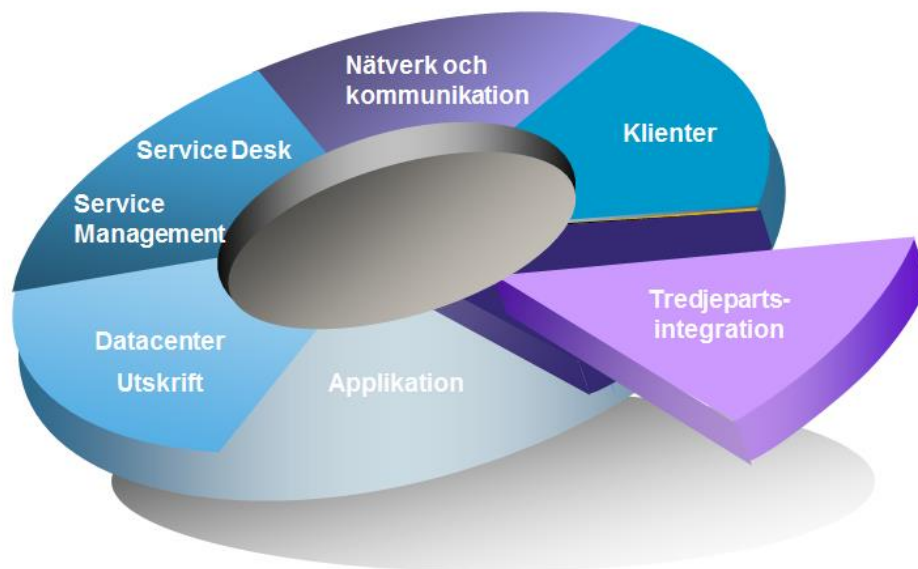 Nätverk och
kommunikation
Klienter
Service Desk
Service
Management
Tredjeparts-
integration
Datacenter
Utskrift
Applikation